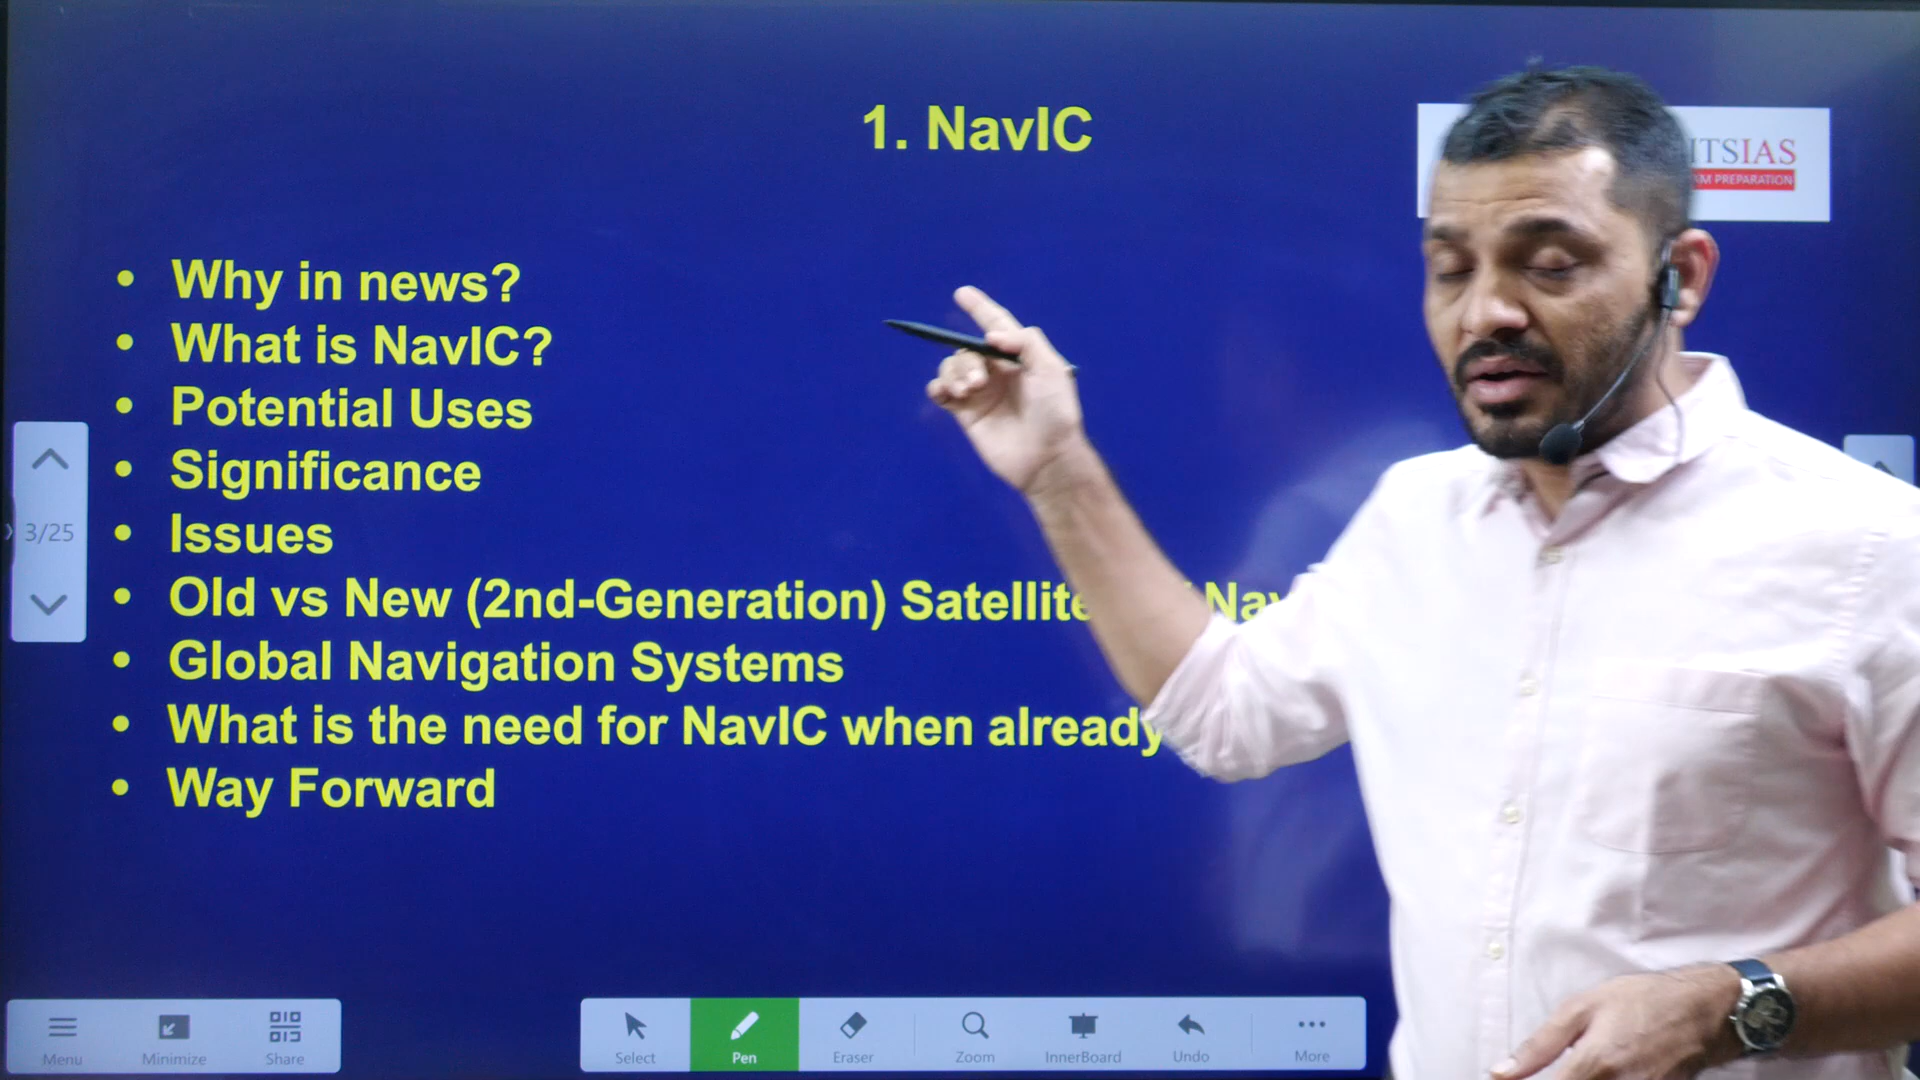 1. NavIC
ITSIAS
M PREPARATION
• Why in news?
• What is NavIC?
• Potential Uses
• Significance
• Issues
• Old vs New (2nd-Generation) Satellite Nav
• Global Navigation Systems
• What is the need for NavIC when already
• Way Forward
3/25
Menu
Minimize
Share
Select
Pen
Eraser
Zoom
InnerBoard
Undo
More